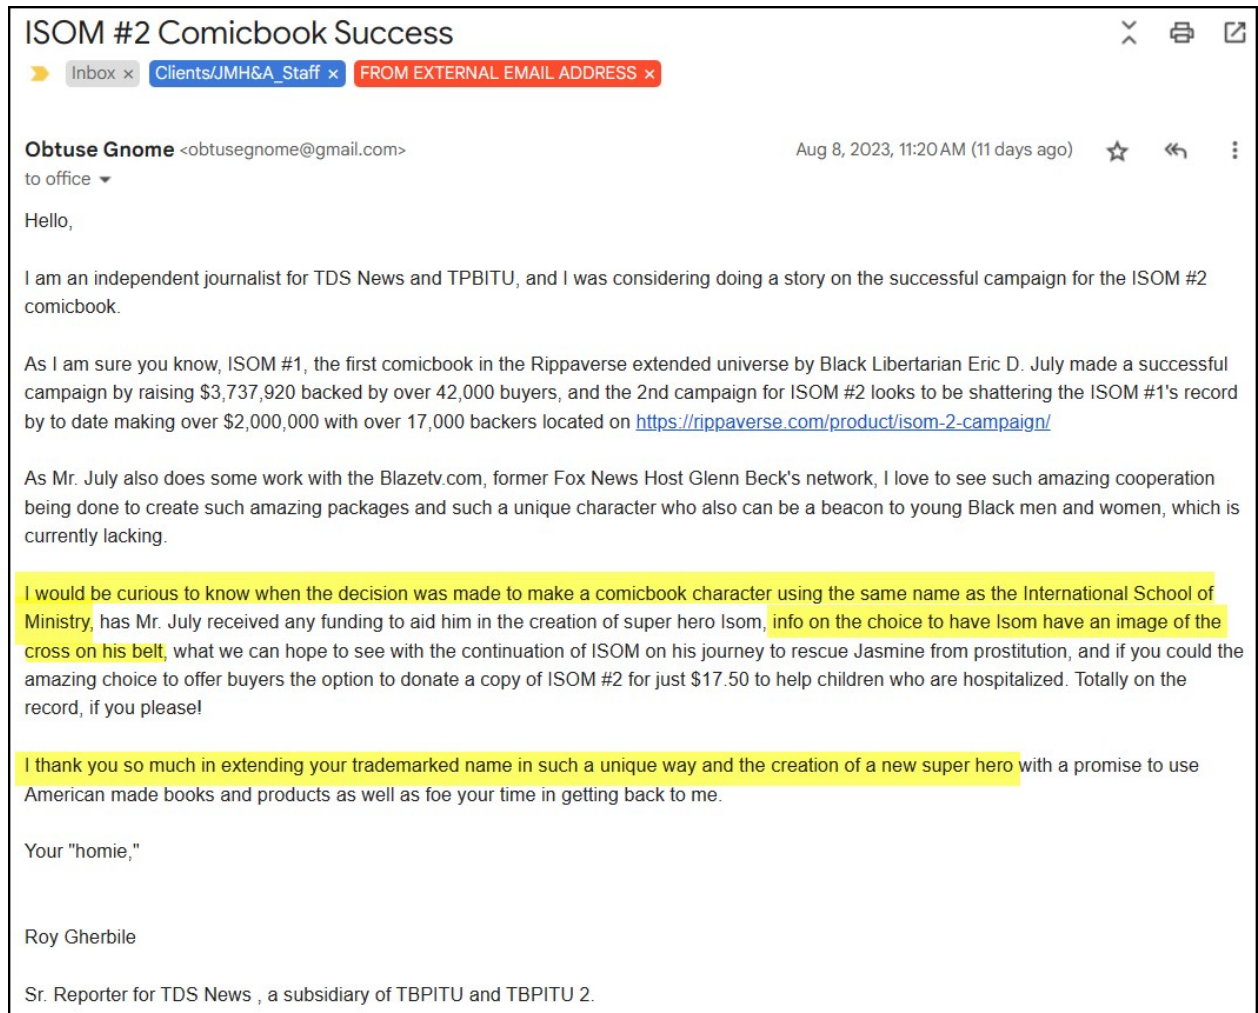 ISOM #2 Comicbook Success
Inbox × Clients/JMH&A_Staff × FROM EXTERNAL EMAIL ADDRESS ×
Obtuse Gnome <obtusegnome@gmail.com> Aug 8, 2023, 11:20 AM (11 days ago)
to office
Hello,
I am an independent journalist for TDS News and TPBITU, and I was considering doing a story on the successful campaign for the ISOM #2
comicbook.
As I am sure you know, ISOM #1, the first comicbook in the Rippaverse extended universe by Black Libertarian Eric D. July made a successful
campaign by raising $3,737,920 backed by over 42,000 buyers, and the 2nd campaign for ISOM #2 looks to be shattering the ISOM #1's record
by to date making over $2,000,000 with over 17,000 backers located on https://rippaverse.com/product/isom-2-campaign/
As Mr. July also does some work with the Blazetv.com, former Fox News Host Glenn Beck's network, I love to see such amazing cooperation
being done to create such amazing packages and such a unique character who also can be a beacon to young Black men and women, which is
currently lacking.
I would be curious to know when the decision was made to make a comicbook character using the same name as the International School of
Ministry, has Mr. July received any funding to aid him in the creation of super hero Isom, info on the choice to have Isom have an image of the
cross on his belt, what we can hope to see with the continuation of ISOM on his journey to rescue Jasmine from prostitution, and if you could the
amazing choice to offer buyers the option to donate a copy of ISOM #2 for just $17.50 to help children who are hospitalized. Totally on the
record, if you please!
I thank you so much in extending your trademarked name in such a unique way and the creation of a new super hero with a promise to use
American made books and products as well as foe your time in getting back to me.
Your "homie,"
Roy Gherbile
Sr. Reporter for TDS News , a subsidiary of TBPITU and TBPITU 2.